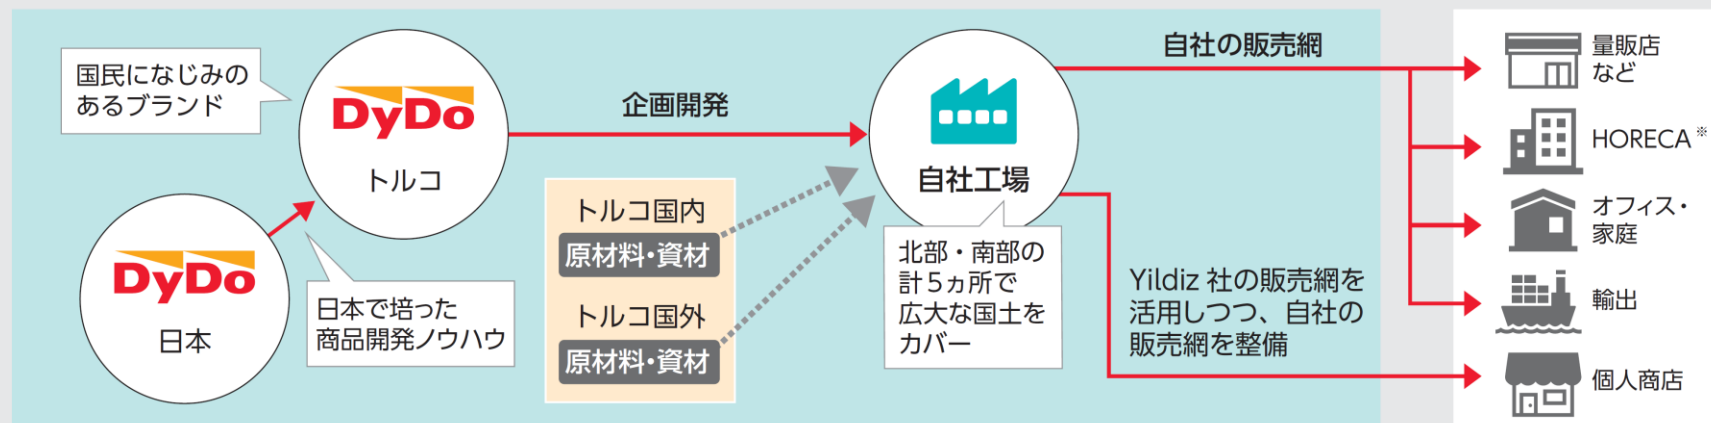 国民になじみの
あるブランド
DyDo
トルコ
DyDo
日本
日本で培った
商品開発ノウハウ
企画開発
トルコ国内
原材料・資材
トルコ国外
原材料・資材
自社工場
北部・南部の
計5ヵ所で
広大な国土を
カバー
自社の販売網
Yildiz 社の販売網を
活用しつつ、自社の
販売網を整備
量販店
など
HORECA※
オフィス・
家庭
輸出
個人商店